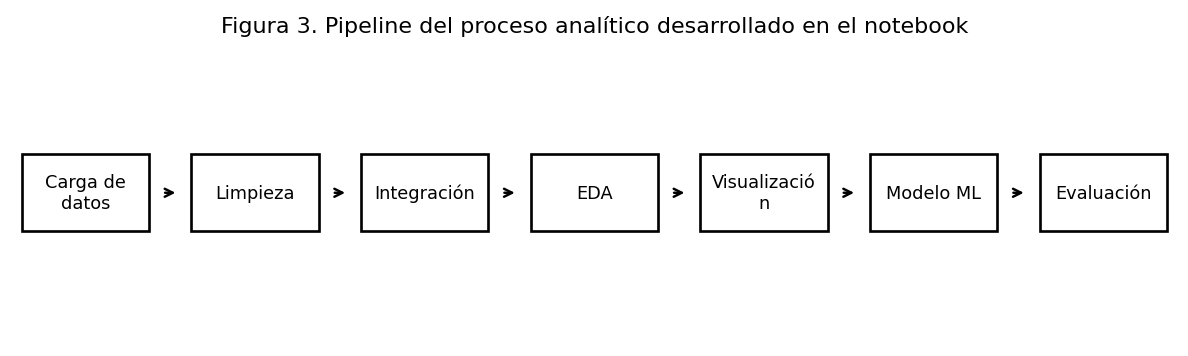 Figura 3. Pipeline del proceso analítico desarrollado en el notebook
Carga de
datos
Limpieza
Integración
EDA
Visualizació
n
Modelo ML
Evaluación